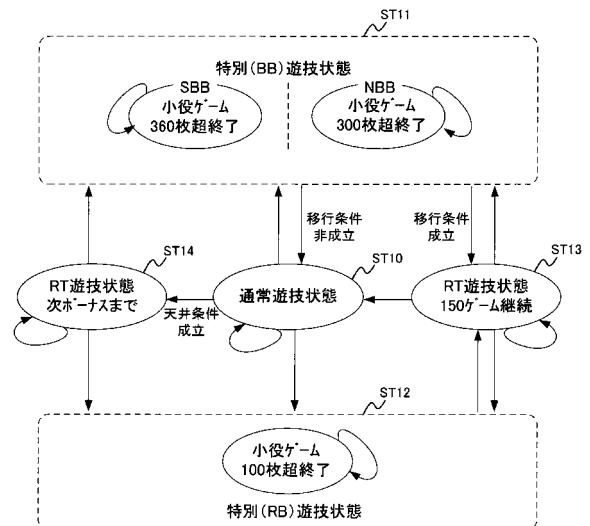 ST11
特別(BB)遊技状態
SBB
小役ゲーム
360枚超終了
NBB
小役ゲーム
300枚超終了
移行条件
非成立
移行条件
成立
ST14
RT遊技状態
次ボーナスまで
天井条件
成立
ST10
通常遊技状態
ST13
RT遊技状態
150ゲーム継続
ST12
小役ゲーム
100枚超終了
特別(RB)遊技状態